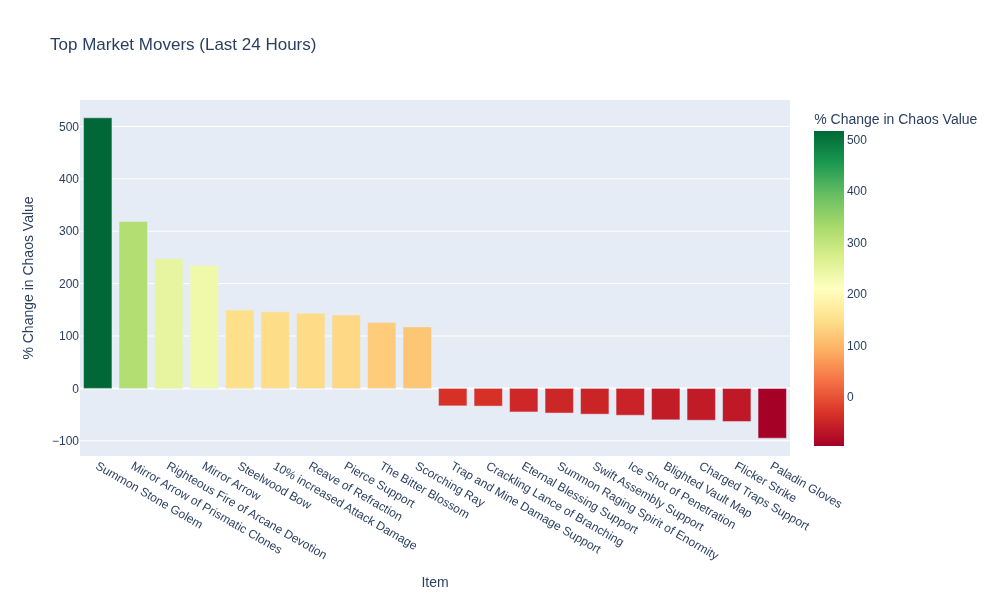 Top Market Movers (Last 24 Hours)
% Change in Chaos Value
500
400
300
200
100
0
−100
Summon Stone Golem
Mirror Arrow of Prismatic Clones
Righteous Fire of Arcane Devotion
Mirror Arrow
Steelwood Bow
10% increased Attack Damage
Reave of Refraction
Pierce Support
The Bitter Blossom
Scorching Ray
Trap and Mine Damage Support
Crackling Lance of Branching
Eternal Blessing Support
Summon Raging Spirit of Enormity
Swift Assembly Support
Ice Shot of Penetration
Blighted Vault Map
Charged Traps Support
Flicker Strike
Paladin Gloves
Item
% Change in Chaos Value
500
400
300
200
100
0